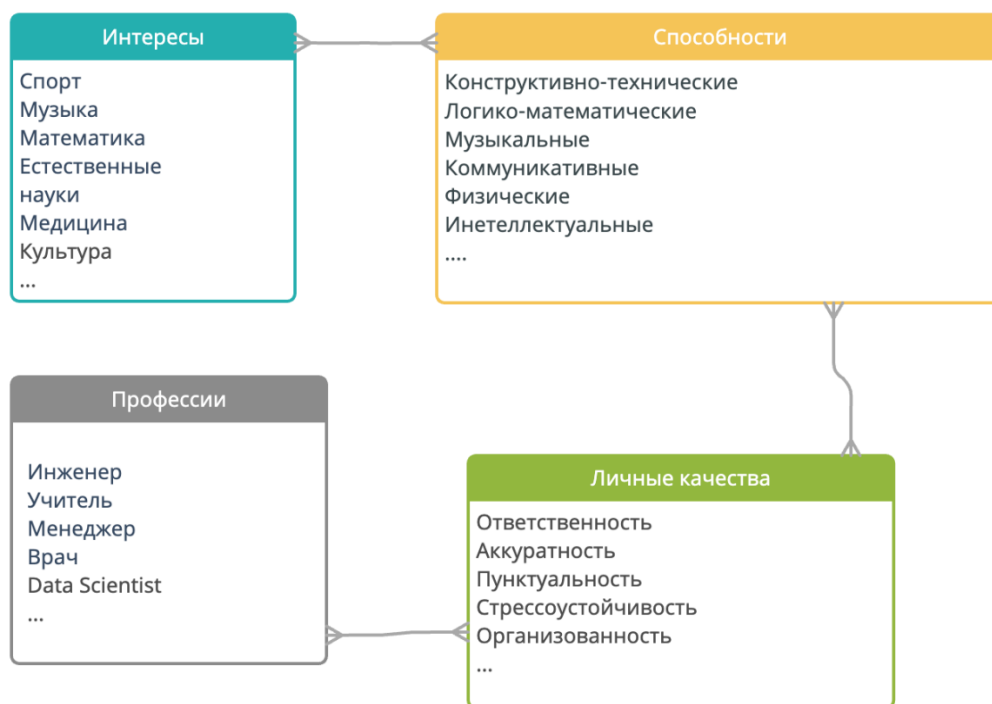 Интересы
Спорт
Музыка
Математика
Естественные
науки
Медицина
Культура
...
Способности
Конструктивно-технические
Логико-математические
Музыкальные
Коммуникативные
Физические
Инетеллектуальные
....
Профессии
Инженер
Учитель
Менеджер
Врач
Data Scientist
...
Личные качества
Ответственность
Аккуратность
Пунктуальность
Стрессоустойчивость
Организованность
...